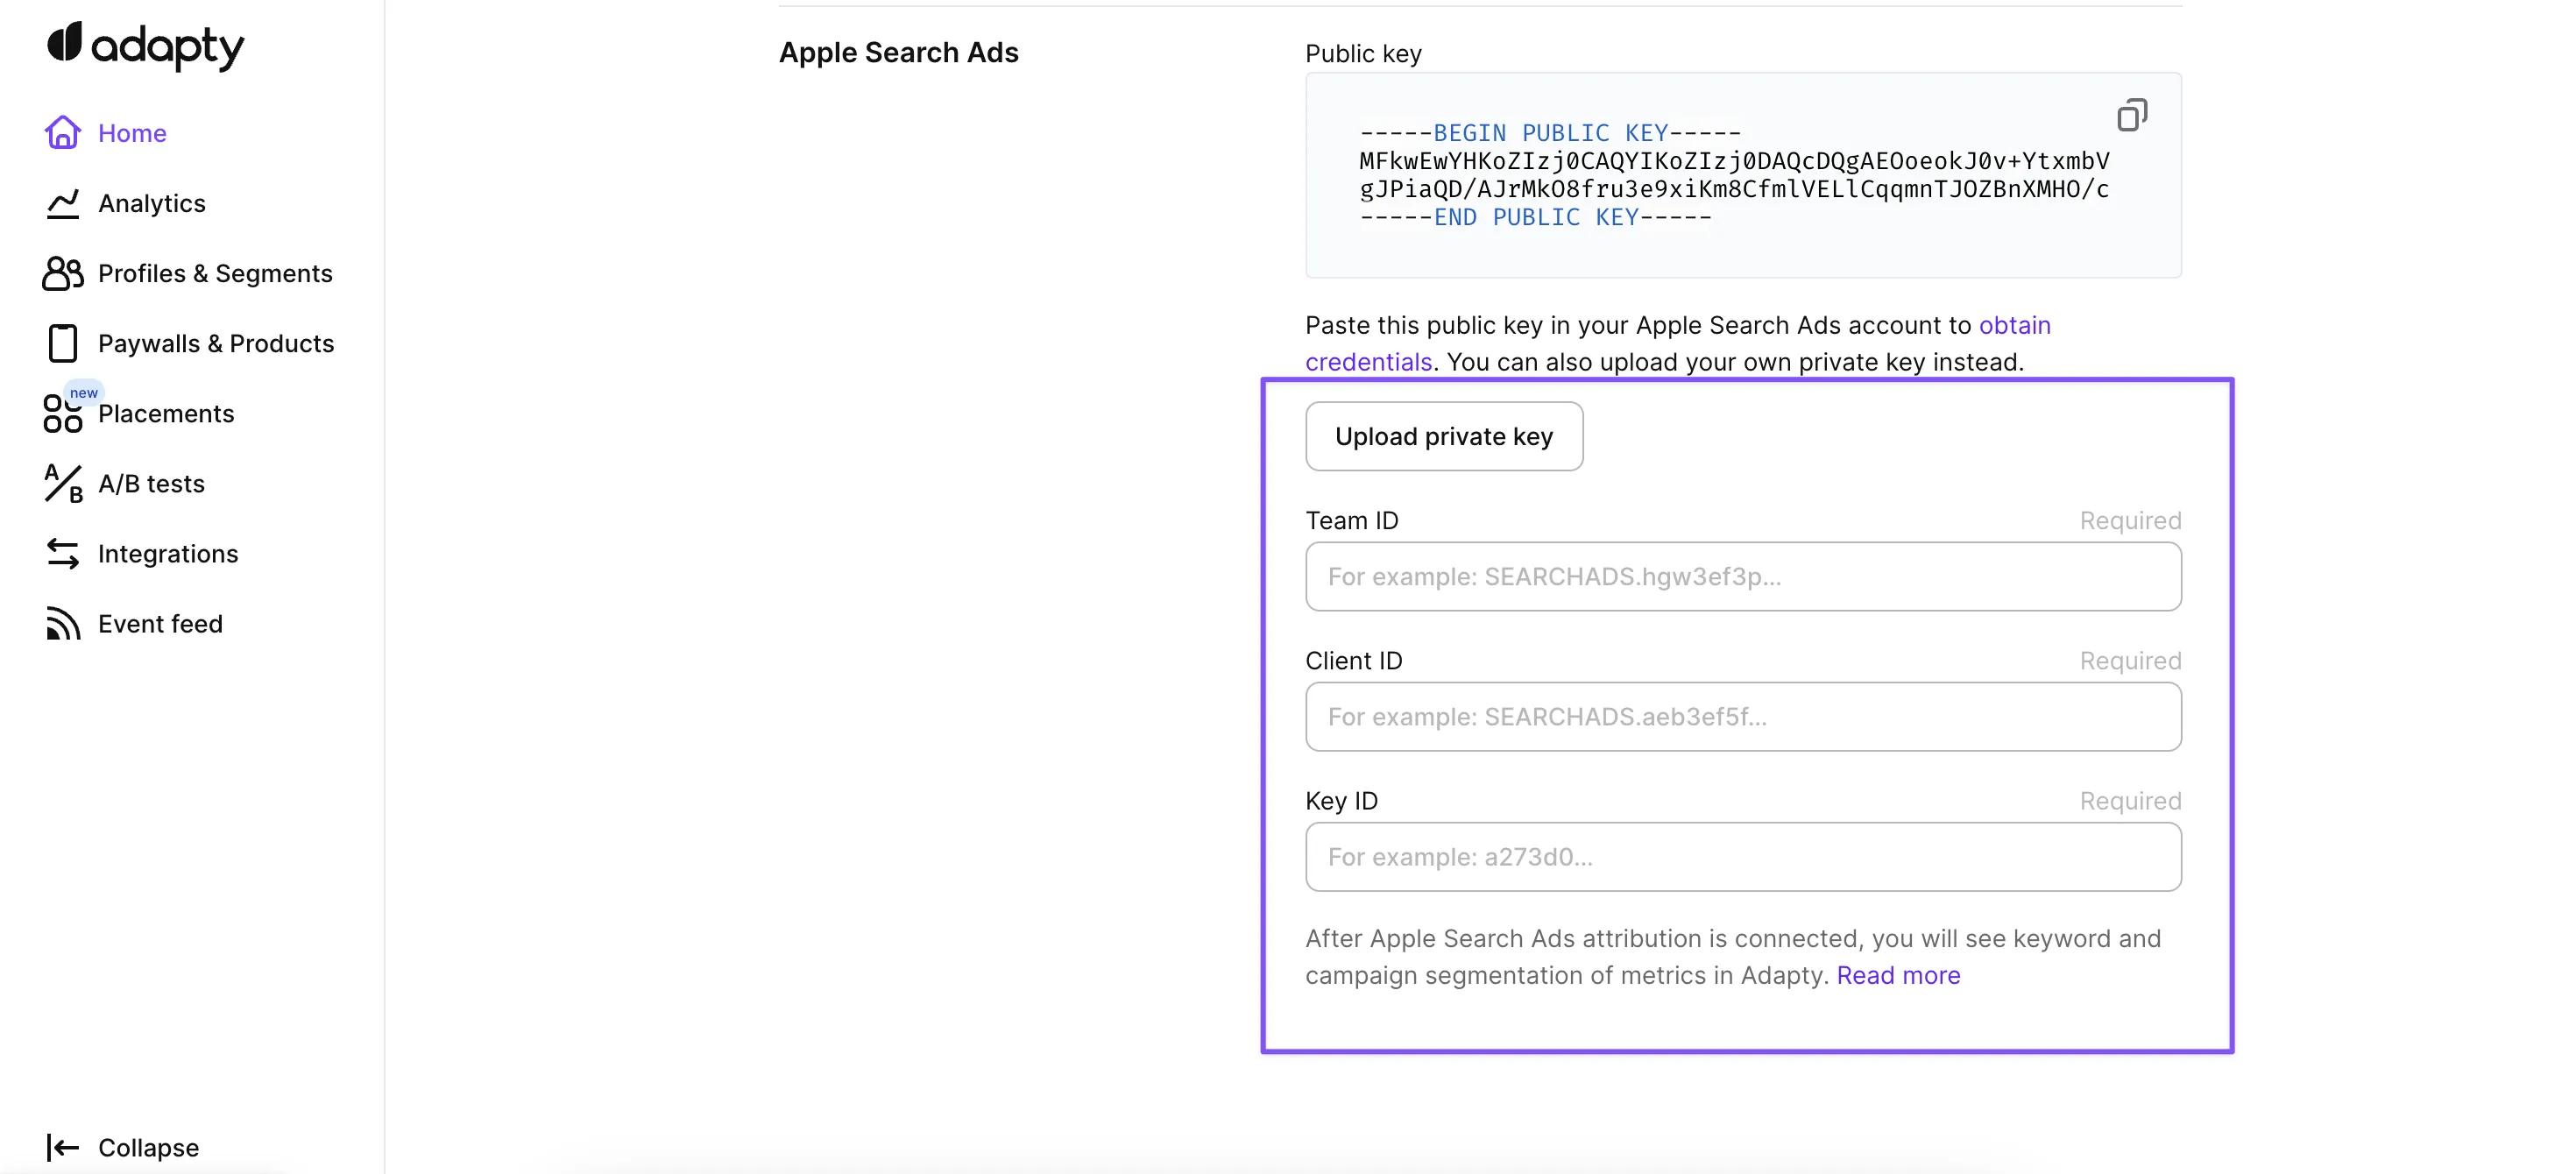 adapty
Home
Analytics
Profiles & Segments
Paywalls & Products
new
Placements
A/B tests
Integrations
Event feed
Collapse
Apple Search Ads
Public key
-----BEGIN PUBLIC KEY-----
MFkwEwYHKoZIzj0CAQYIKoZIzj0DAQcDQgAEOoeokJ0v+YtxmbV
gJPiaQD/AJrMkO8fru3e9xiKm8CfmlVELlCqqmnTJOZBnXMHO/c
-----END PUBLIC KEY-----
Paste this public key in your Apple Search Ads account to obtain
credentials. You can also upload your own private key instead.
Upload private key
Team ID Required
For example: SEARCHADS.hgw3ef3p...
Client ID Required
For example: SEARCHADS.aeb3ef5f...
Key ID Required
For example: a273d0...
After Apple Search Ads attribution is connected, you will see keyword and
campaign segmentation of metrics in Adapty. Read more